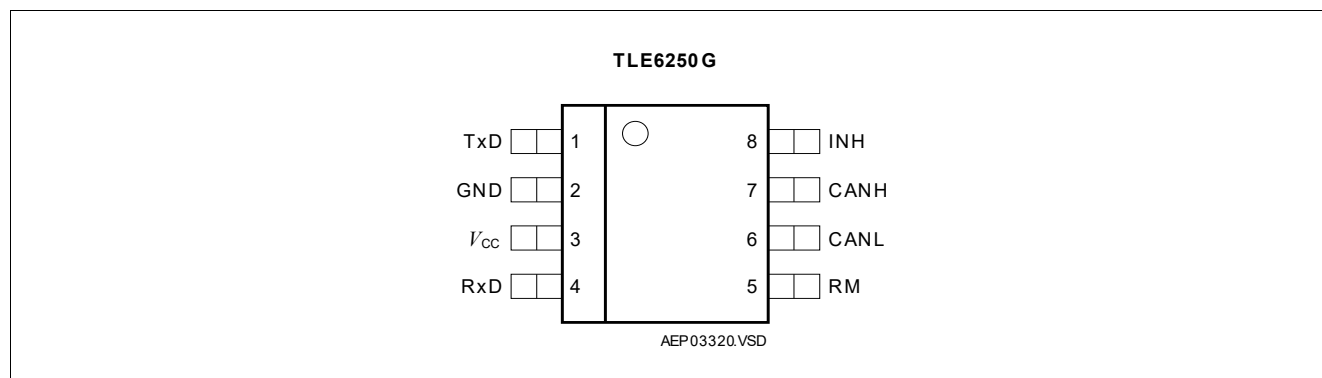 TLE6250G
TxD 1 8 INH
GND 2 7 CANH
VCC 3 6 CANL
RxD 4 5 RM
AEP03320.VSD